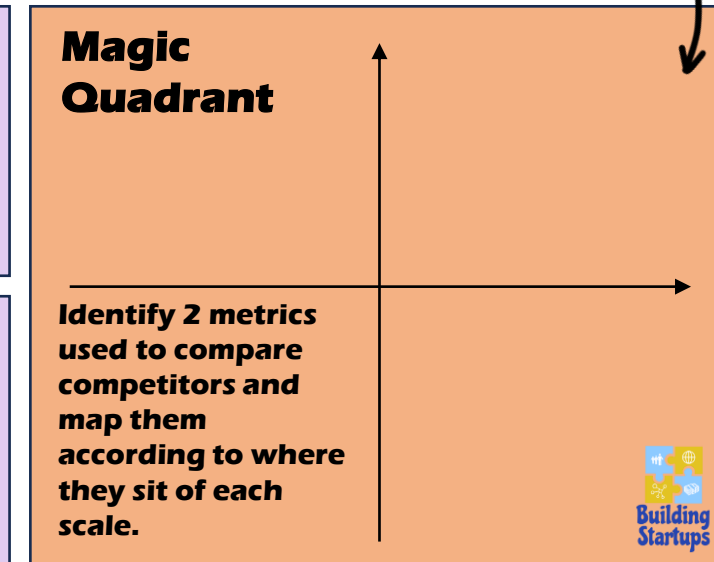 Magic
Quadrant
Identify 2 metrics
used to compare
competitors and
map them
according to where
they sit of each
scale.
Building
Startups